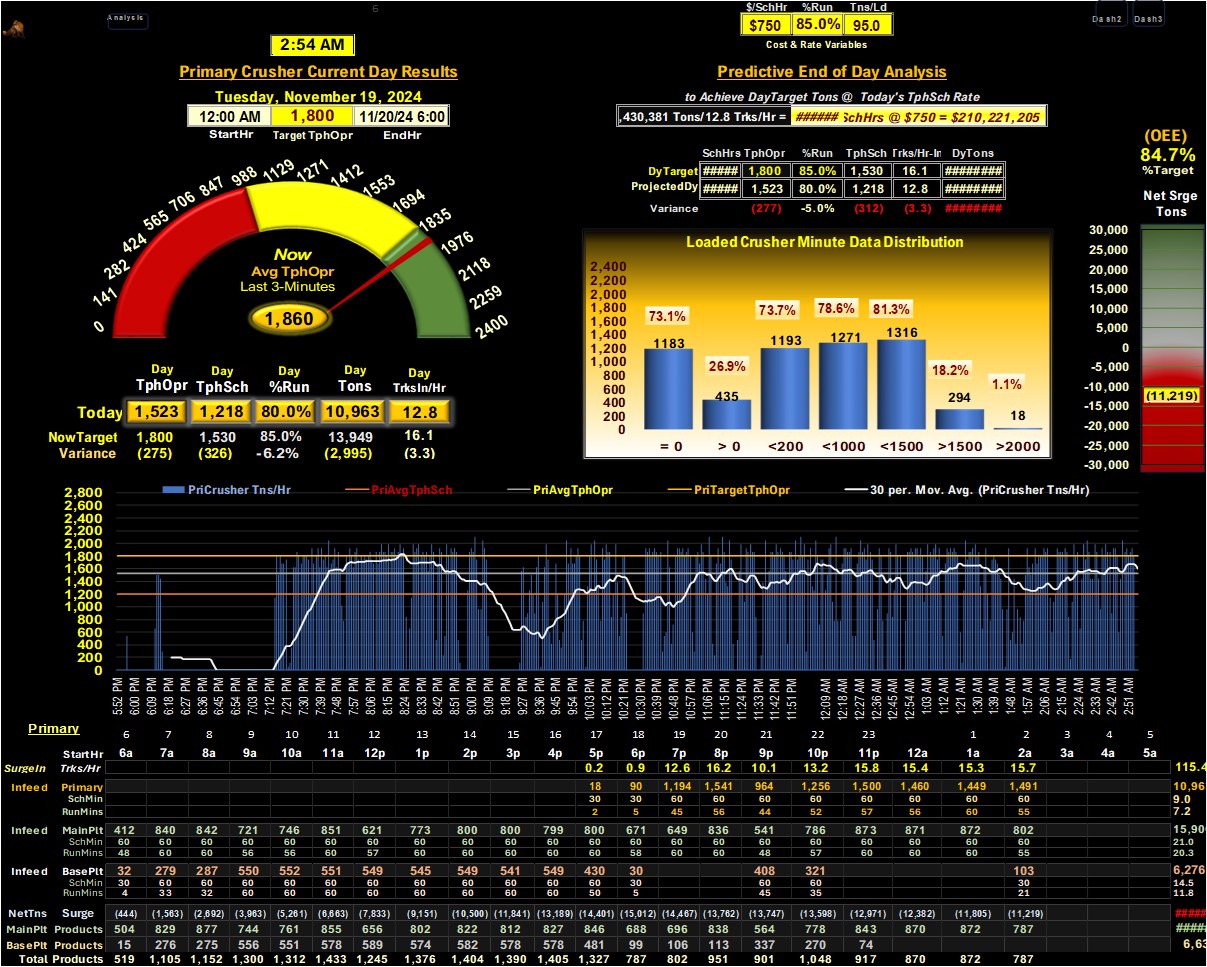 Analysis
6
$/SchHr %Run Tns/Ld
$750 85.0% 95.0
Cost & Rate Variables
Dash2 Dash3
2:54 AM
Primary Crusher Current Day Results
Tuesday, November 19, 2024
12:00 AM 1,800 11/20/24 6:00
StartHr Target TphOpr EndHr
0 141 282 424 565 706 847 988 1129 1271 1412 1553 1694 1835 1976 2118 2259 2400
Now
Avg TphOpr
Last 3-Minutes
1,860
Day Day Day Day Day
TphOpr TphSch %Run Tons TrksIn/Hr
Today 1,523 1,218 80.0% 10,963 12.8
NowTarget 1,800 1,530 85.0% 13,949 16.1
Variance (275) (326) -6.2% (2,995) (3.3)
Predictive End of Day Analysis
to Achieve DayTarget Tons @ Today's TphSch Rate
,430,381 Tons/12.8 Trks/Hr = ###### SchHrs @ $750 = $210,221,205
SchHrs TphOpr %Run TphSch Trks/Hr-In DyTons
DyTarget ##### 1,800 85.0% 1,530 16.1 ########
ProjectedDy ##### 1,523 80.0% 1,218 12.8 ########
Variance (277) -5.0% (312) (3.3) ########
Loaded Crusher Minute Data Distribution
2,400
2,200
2,000
1,800
1,600
1,400
1,200
1,000
800
600
400
200
0
73.1% 26.9% 73.7% 78.6% 81.3% 18.2% 1.1%
1183 435 1193 1271 1316 294 18
= 0 > 0 <200 <1000 <1500 >1500 >2000
(OEE)
84.7%
%Target
Net Srge
Tons
30,000
25,000
20,000
15,000
10,000
5,000
0
-5,000
-10,000
(11,219)
-15,000
-20,000
-25,000
-30,000
PriCrusher Tns/Hr PriAvgTphSch PriAvgTphOpr PriTargetTphOpr 30 per. Mov. Avg. (PriCrusher Tns/Hr)
2,800
2,600
2,400
2,200
2,000
1,800
1,600
1,400
1,200
1,000
800
600
400
200
0
5:52 PM 6:00 PM 6:09 PM 6:18 PM 6:36 PM 6:45 PM 6:54 PM 7:03 PM 7:12 PM 7:21 PM 7:30 PM 7:39 PM 7:48 PM 7:57 PM 8:06 PM 8:15 PM 8:24 PM 8:33 PM 8:42 PM 8:51 PM 9:00 PM 9:09 PM 9:18 PM 9:27 PM 9:36 PM 9:45 PM 9:54 PM 10:03 PM 10:12 PM 10:21 PM 10:30 PM 10:39 PM 10:48 PM 10:57 PM 11:06 PM 11:15 PM 11:24 PM 11:33 PM 11:42 PM 11:51 PM 12:09 AM 12:18 AM 12:27 AM 12:36 AM 12:45 AM 12:54 AM 1:03 AM 1:12 AM 1:21 AM 1:30 AM 1:39 AM 1:48 AM 1:57 AM 2:06 AM 2:15 AM 2:24 AM 2:33 AM 2:42 AM 2:51 AM
Primary 6 7 8 9 10 11 12 13 14 15 16 17 18 19 20 21 22 23 1 2 3 4 5
StartHr 6a 7a 8a 9a 10a 11a 12p 1p 2p 3p 4p 5p 6p 7p 8p 9p 10p 11p 12a 1a 2a 3a 4a 5a
SurgeIn Trks/Hr 0.2 0.9 12.6 16.2 10.1 13.2 15.8 15.4 15.3 15.7 115.4
Infeed Primary 18 90 1,194 1,541 964 1,256 1,500 1,460 1,449 1,491 10,96
SchMin 30 30 60 60 60 60 60 60 60 60 9.0
RunMins 2 5 45 56 44 52 57 56 60 55 7.2
Infeed MainPlt 412 840 842 721 746 851 621 773 800 800 799 800 671 649 836 541 786 873 871 872 802 15,90
SchMin 60 60 60 60 60 60 60 60 60 60 60 60 60 60 60 60 60 60 60 60 60 21.0
RunMins 48 60 60 56 56 60 57 60 60 60 60 60 58 60 60 48 57 60 60 60 55 20.3
Infeed BasePlt 32 279 287 550 552 551 549 545 549 541 549 430 30 408 321 103 6,276
SchMin 30 60 60 60 60 60 60 60 60 60 60 60 30 60 60 30 14.5
RunMins 4 33 32 60 60 60 60 60 60 60 60 50 5 45 35 21 11.8
NetTns Surge (444) (1,563) (2,692) (3,963) (5,261) (6,663) (7,833) (9,151) (10,500) (11,841) (13,189) (14,401) (15,012) (14,467) (13,762) (13,747) (13,598) (12,971) (12,382) (11,805) (11,219) #####
MainPlt Products 504 829 877 744 761 855 656 802 822 812 827 846 688 696 838 564 778 843 870 872 787 #####
BasePlt Products 15 276 275 556 551 578 589 574 582 578 578 481 99 106 113 337 270 74 6,63
Total Products 519 1,105 1,152 1,300 1,312 1,433 1,245 1,376 1,404 1,390 1,405 1,327 787 802 951 901 1,048 917 870 872 787